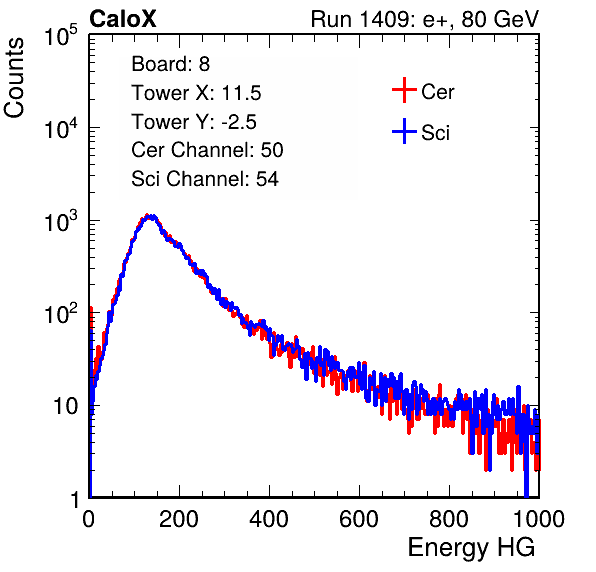 CaloX Run 1409: e+, 80 GeV
Counts
Board: 8
Tower X: 11.5
Tower Y: -2.5
Cer Channel: 50
Sci Channel: 54
Cer
Sci
10^5
10^4
10^3
10^2
10
1
0 200 400 600 800 1000
Energy HG